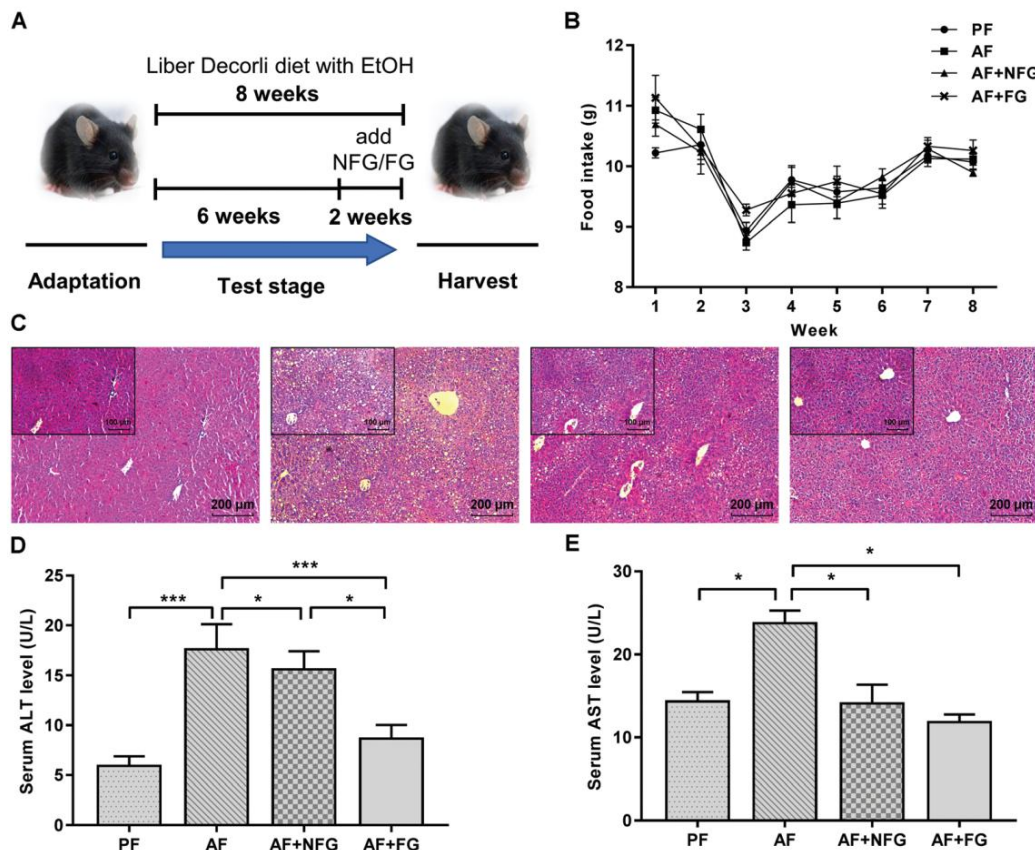 A
Liber Decorli diet with EtOH
8 weeks
add
NFG/FG
6 weeks
2 weeks
Adaptation
Test stage
Harvest
B
PF
AF
AF+NFG
AF+FG
Food intake (g)
12
11
10
9
8
1 2 3 4 5 6 7 8
Week
C
100 μm
200 μm
100 μm
200 μm
100 μm
200 μm
100 μm
200 μm
D
Serum ALT level (U/L)
25
20
15
10
5
0
***
***
*
*
PF AF AF+NFG AF+FG
E
Serum AST level (U/L)
30
20
10
0
*
*
*
PF AF AF+NFG AF+FG